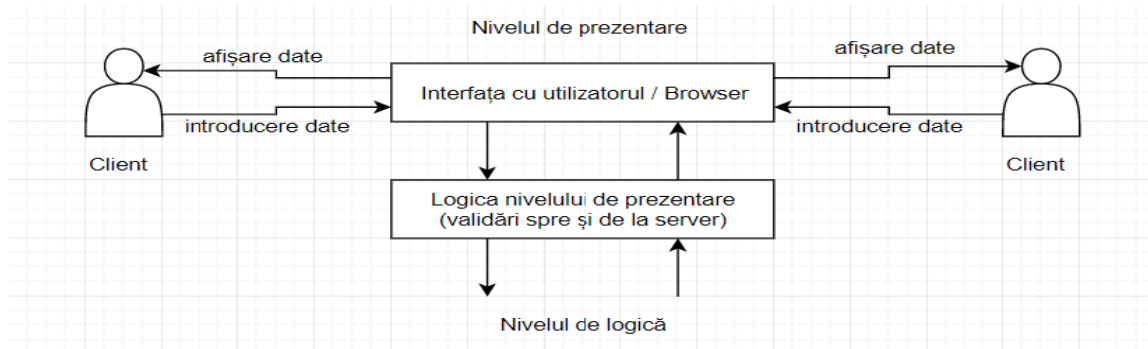 Nivelul de prezentare
afișare date
afișare date
Interfața cu utilizatorul / Browser
introducere date
introducere date
Client
Client
Logica nivelului de prezentare
(validări spre și de la server)
Nivelul de logică